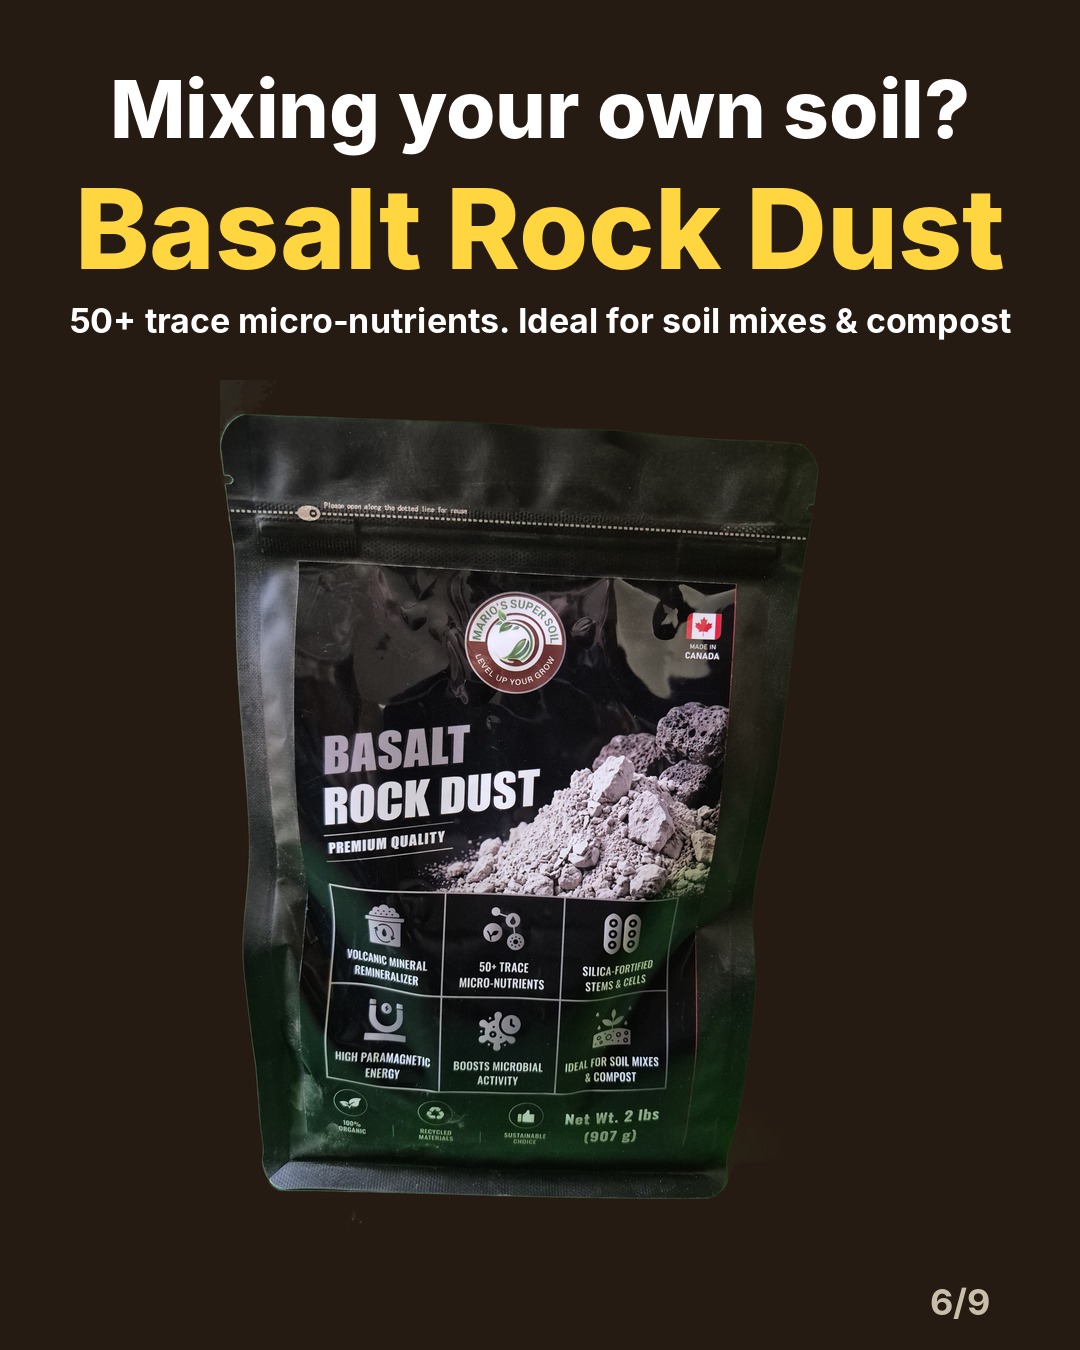 Mixing your own soil?
Basalt Rock Dust
50+ trace micro-nutrients. Ideal for soil mixes & compost
Please open along the dotted line for reuse
MARIO'S SUPER SOIL
LEVEL UP YOUR GROW
MADE IN
CANADA
BASALT
ROCK DUST
PREMIUM QUALITY
VOLCANIC MINERAL
REMINERALIZER
50+ TRACE
MICRO-NUTRIENTS
SILICA-FORTIFIED
STEMS & CELLS
HIGH PARAMAGNETIC
ENERGY
BOOSTS MICROBIAL
ACTIVITY
IDEAL FOR SOIL MIXES
& COMPOST
100%
ORGANIC
RECYCLED
MATERIALS
SUSTAINABLE
CHOICE
Net Wt. 2 lbs
(907 g)
6/9